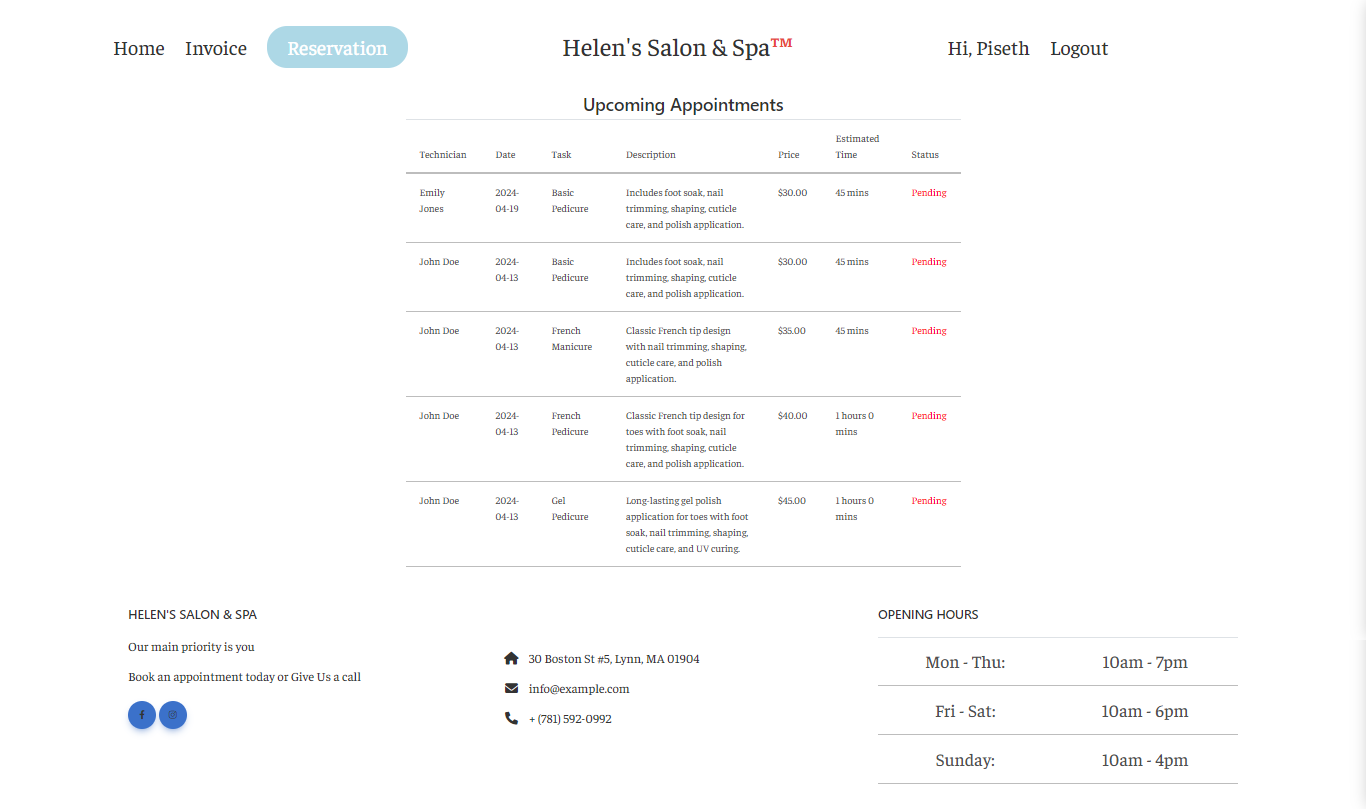 Home Invoice Reservation Helen's Salon & Spa™ Hi, Piseth Logout
Upcoming Appointments
Technician Date Task Description Price Estimated Time Status
Emily Jones 2024-04-19 Basic Pedicure Includes foot soak, nail trimming, shaping, cuticle care, and polish application. $30.00 45 mins Pending
John Doe 2024-04-13 Basic Pedicure Includes foot soak, nail trimming, shaping, cuticle care, and polish application. $30.00 45 mins Pending
John Doe 2024-04-13 French Manicure Classic French tip design with nail trimming, shaping, cuticle care, and polish application. $35.00 45 mins Pending
John Doe 2024-04-13 French Pedicure Classic French tip design for toes with foot soak, nail trimming, shaping, cuticle care, and polish application. $40.00 1 hours 0 mins Pending
John Doe 2024-04-13 Gel Pedicure Long-lasting gel polish application for toes with foot soak, nail trimming, shaping, cuticle care, and UV curing. $45.00 1 hours 0 mins Pending
HELEN'S SALON & SPA
Our main priority is you
Book an appointment today or Give Us a call
30 Boston St #5, Lynn, MA 01904
info@example.com
+ (781) 592-0992
OPENING HOURS
Mon - Thu: 10am - 7pm
Fri - Sat: 10am - 6pm
Sunday: 10am - 4pm